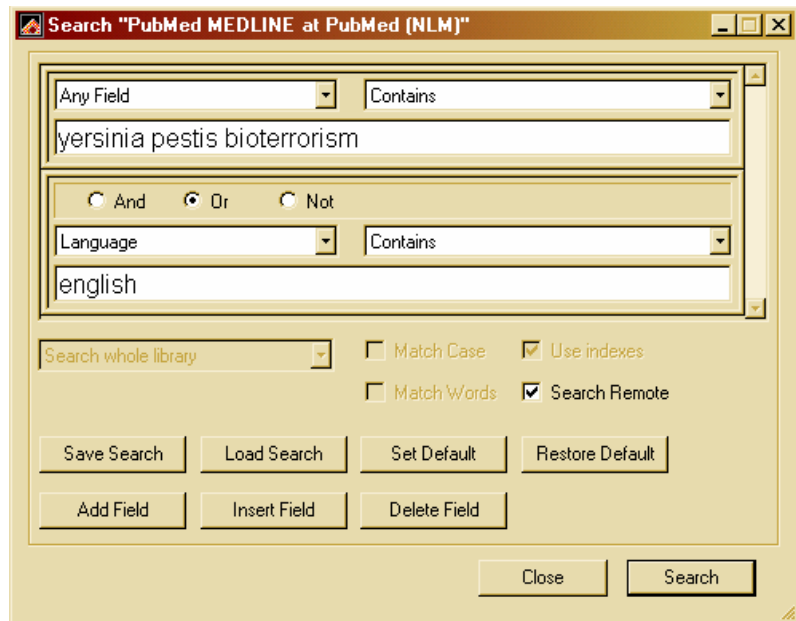 Search "PubMed MEDLINE at PubMed (NLM)"
Any Field Contains
yersinia pestis bioterrorism
And Or Not
Language Contains
english
Search whole library Match Case Use indexes
Match Words Search Remote
Save Search Load Search Set Default Restore Default
Add Field Insert Field Delete Field
Close Search